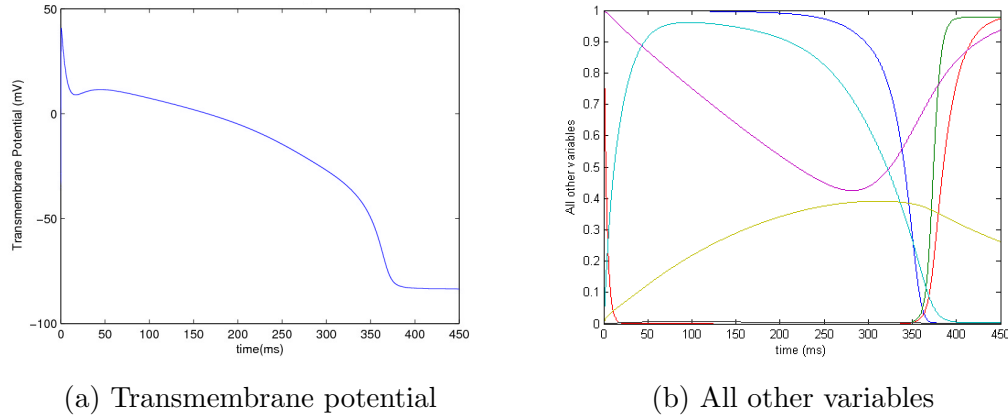 50
0
−50
−100
Transmembrane Potential (mV)
0 50 100 150 200 250 300 350 400 450
time(ms)
(a) Transmembrane potential
1
0.9
0.8
0.7
0.6
0.5
0.4
0.3
0.2
0.1
0
All other variables
0 50 100 150 200 250 300 350 400 450
time (ms)
(b) All other variables